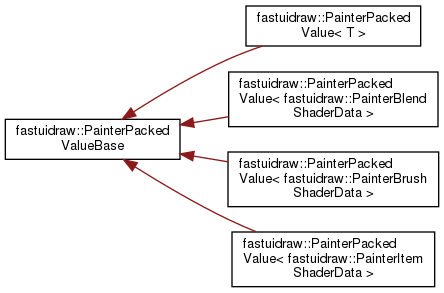 fastuidraw::PainterPacked
Value< T >
fastuidraw::PainterPacked
Value< fastuidraw::PainterBlend
ShaderData >
fastuidraw::PainterPacked
ValueBase
fastuidraw::PainterPacked
Value< fastuidraw::PainterBrush
ShaderData >
fastuidraw::PainterPacked
Value< fastuidraw::PainterItem
ShaderData >